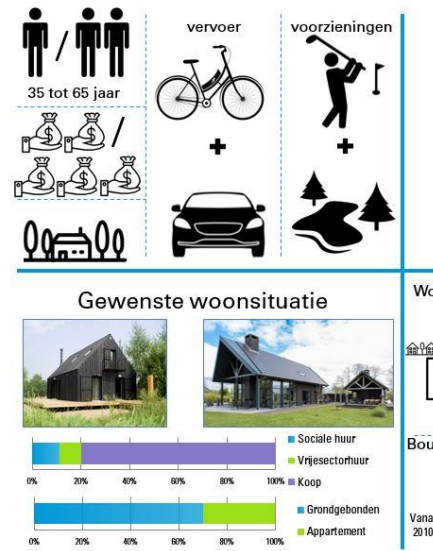 vervoer
voorzieningen
35 tot 65 jaar
Gewenste woonsituatie
Sociale huur
Vrijesectorhuur
Koop
0% 20% 40% 60% 80% 100%
Grondgebonden
Appartement
0% 20% 40% 60% 80% 100%
Wo
Bou
Vana
2010